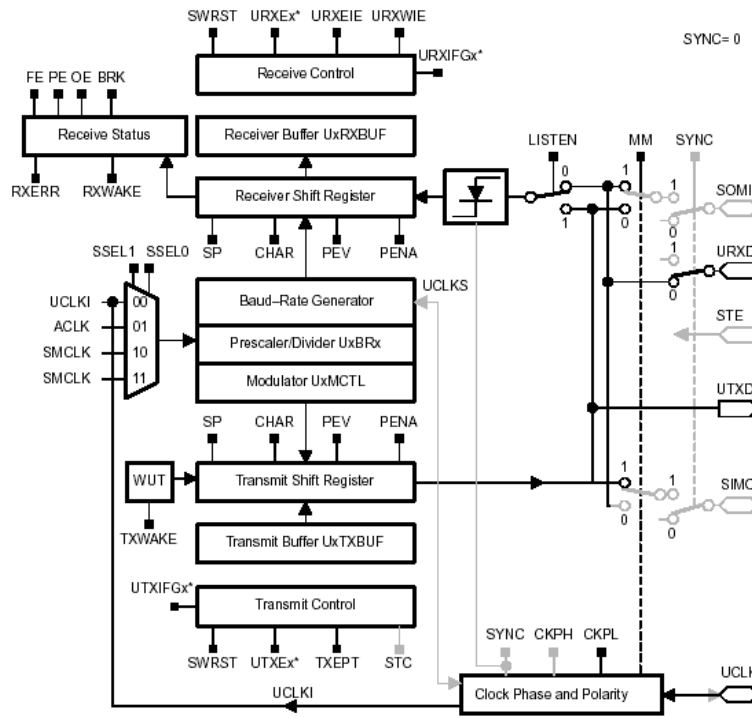 SWRST URXEx* URXEIE URXWIE
SYNC= 0
URXIFGx*
Receive Control
FE PE OE BRK
Receive Status
Receiver Buffer UxRXBUF
LISTEN MM SYNC
RXERR RXWAKE
Receiver Shift Register
0 1 1
SOMI
1 0 0
SP CHAR PEV PENA
SSEL1 SSEL0
1
URXD
0
UCLKS
UCLKI 00
Baud–Rate Generator
ACLK 01
STE
Prescaler/Divider UxBRx
SMCLK 10
SMCLK 11
Modulator UxMCTL
UTXD
SP CHAR PEV PENA
WUT
Transmit Shift Register
1 1
SIMO
0 0
TXWAKE
Transmit Buffer UxTXBUF
UTXIFGx*
Transmit Control
SYNC CKPH CKPL
SWRST UTXEx* TXEPT STC
UCLKI
Clock Phase and Polarity
UCLK